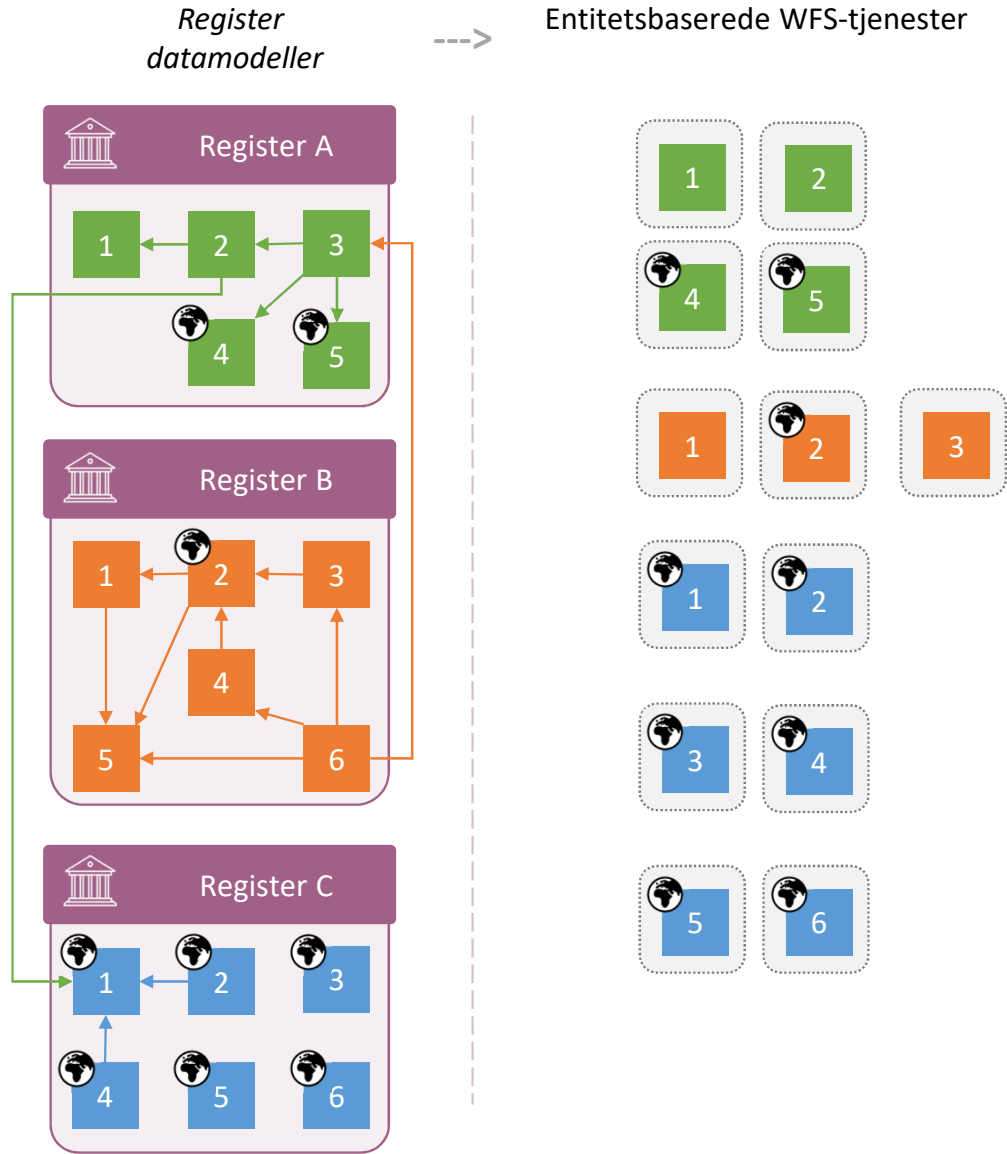 Register
datamodeller
--->
Entitetsbaserede WFS-tjenester
Register A
1 2 3
4 5
Register B
1 2 3
4
5 6
Register C
1 2 3
4 5 6
1 2
4 5
1 2 3
1 2
3 4
5 6